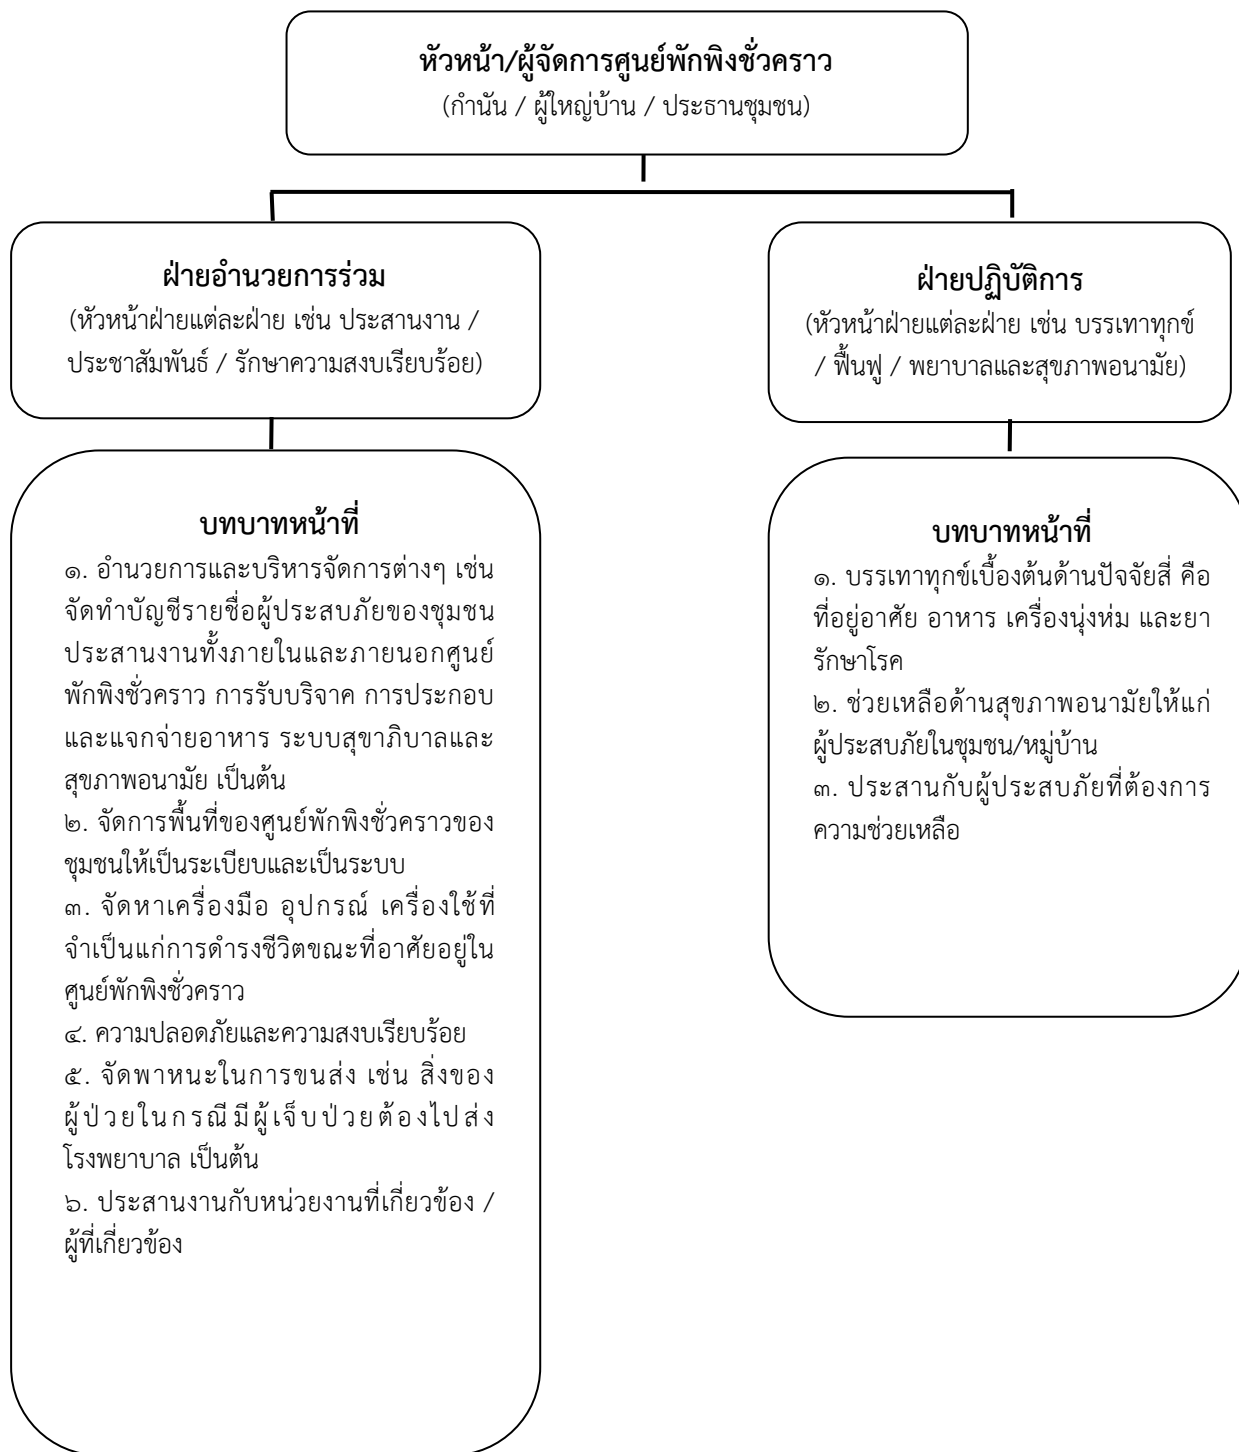 หัวหน้า/ผู้จัดการศูนย์พักพิงชั่วคราว
(กำนัน / ผู้ใหญ่บ้าน / ประธานชุมชน)
ฝ่ายอำนวยการร่วม
(หัวหน้าฝ่ายแต่ละฝ่าย เช่น ประสานงาน /
ประชาสัมพันธ์ / รักษาความสงบเรียบร้อย)
ฝ่ายปฏิบัติการ
(หัวหน้าฝ่ายแต่ละฝ่าย เช่น บรรเทาทุกข์
/ ฟื้นฟู / พยาบาลและสุขภาพอนามัย)
บทบาทหน้าที่
๑. อำนวยการและบริหารจัดการต่างๆ เช่น
จัดทำบัญชีรายชื่อผู้ประสบภัยของชุมชน
ประสานงานทั้งภายในและภายนอกศูนย์
พักพิงชั่วคราว การรับบริจาค การประกอบ
และแจกจ่ายอาหาร ระบบสุขาภิบาลและ
สุขภาพอนามัย เป็นต้น
๒. จัดการพื้นที่ของศูนย์พักพิงชั่วคราวของ
ชุมชนให้เป็นระเบียบและเป็นระบบ
๓. จัดหาเครื่องมือ อุปกรณ์ เครื่องใช้ที่
จำเป็นแก่การดำรงชีวิตขณะที่อาศัยอยู่ใน
ศูนย์พักพิงชั่วคราว
๔. ความปลอดภัยและความสงบเรียบร้อย
๕. จัดพาหนะในการขนส่ง เช่น สิ่งของ
ผู้ป่วยในกรณีมีผู้เจ็บป่วยต้องไปส่ง
โรงพยาบาล เป็นต้น
๖. ประสานงานกับหน่วยงานที่เกี่ยวข้อง /
ผู้ที่เกี่ยวข้อง
บทบาทหน้าที่
๑. บรรเทาทุกข์เบื้องต้นด้านปัจจัยสี่ คือ
ที่อยู่อาศัย อาหาร เครื่องนุ่งห่ม และยา
รักษาโรค
๒. ช่วยเหลือด้านสุขภาพอนามัยให้แก่
ผู้ประสบภัยในชุมชน/หมู่บ้าน
๓. ประสานกับผู้ประสบภัยที่ต้องการ
ความช่วยเหลือ